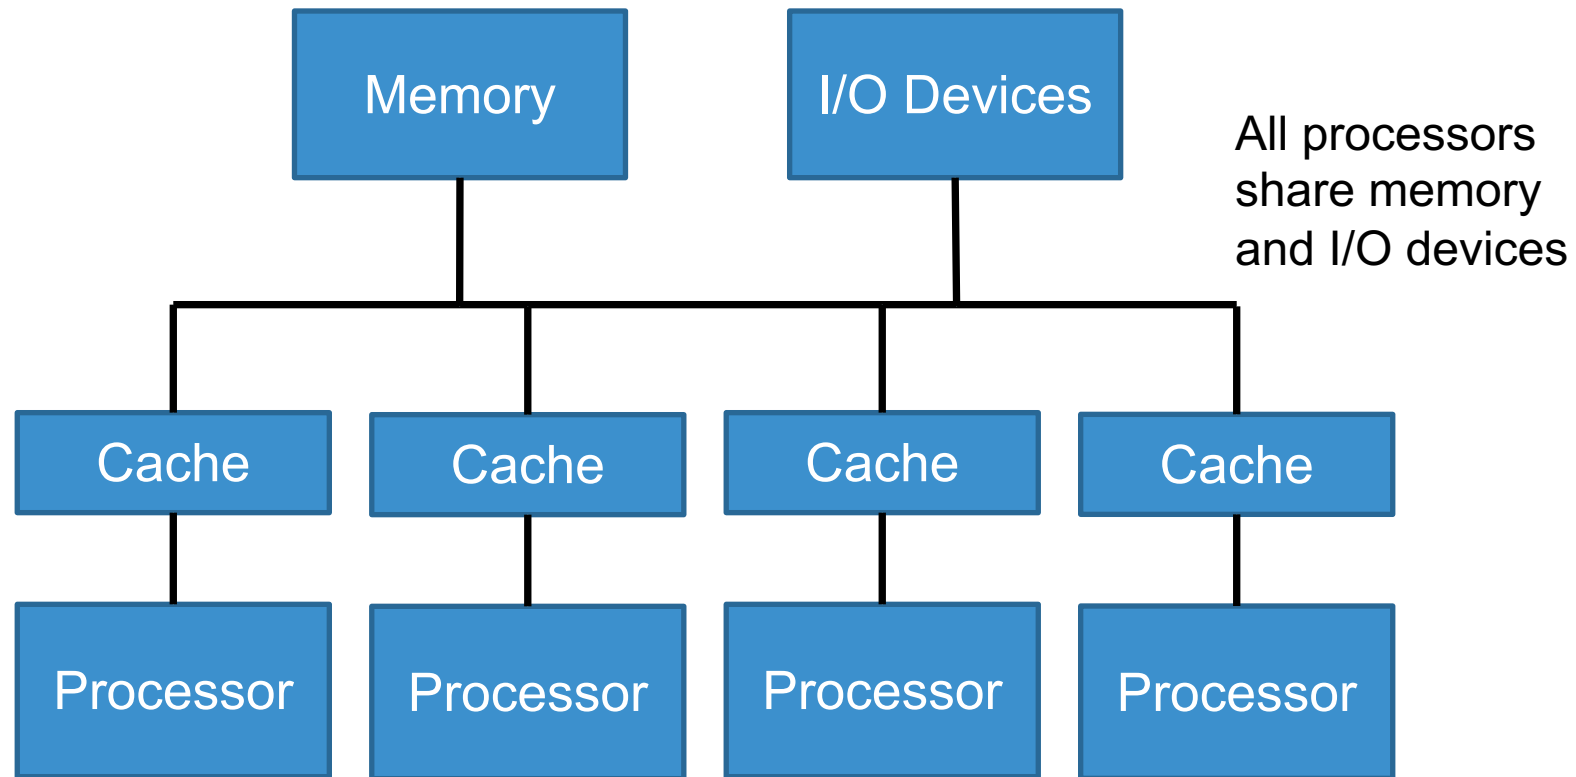 Memory
I/O Devices
All processors
share memory
and I/O devices
Cache
Cache
Cache
Cache
Processor
Processor
Processor
Processor